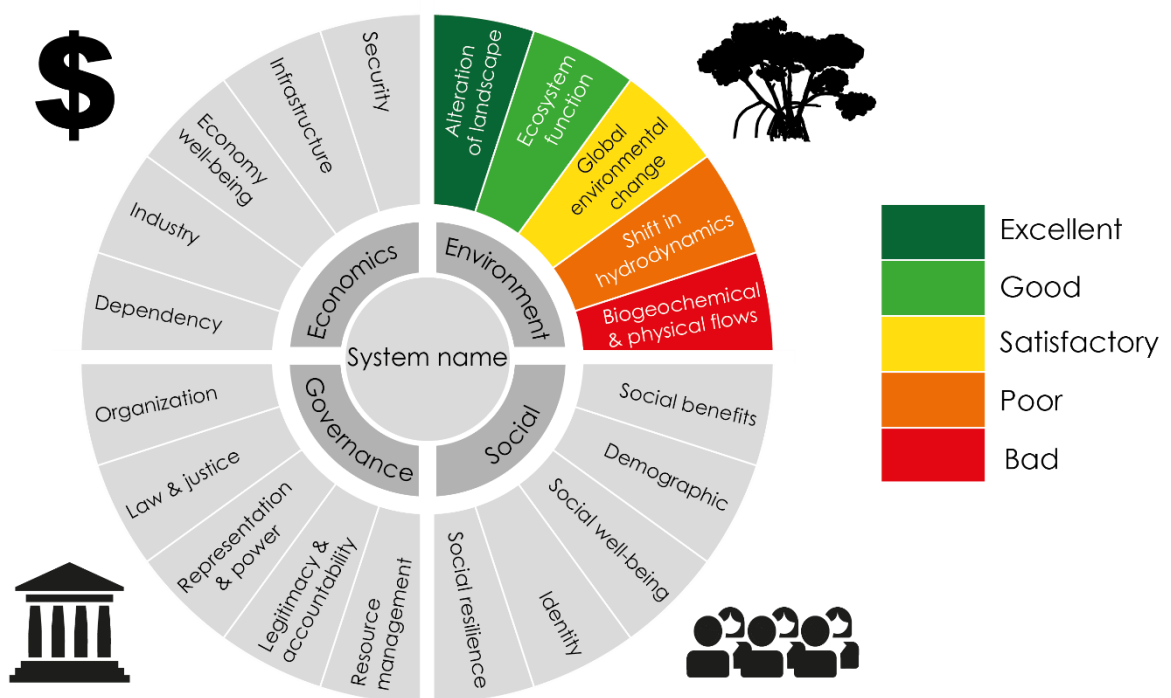 $
Security
Infrastructure
Economy
well-being
Industry
Dependency
Alteration
of landscape
Ecosystem
function
Global
environmental
change
Shift in
hydrodynamics
Biogeochemical
& physical flows
Economics
Environment
System name
Governance
Social
Organization
Law & justice
Representation
& power
Legitimacy &
accountability
Resource
management
Social benefits
Demographic
Social well-being
Identity
Social resilience
Excellent
Good
Satisfactory
Poor
Bad